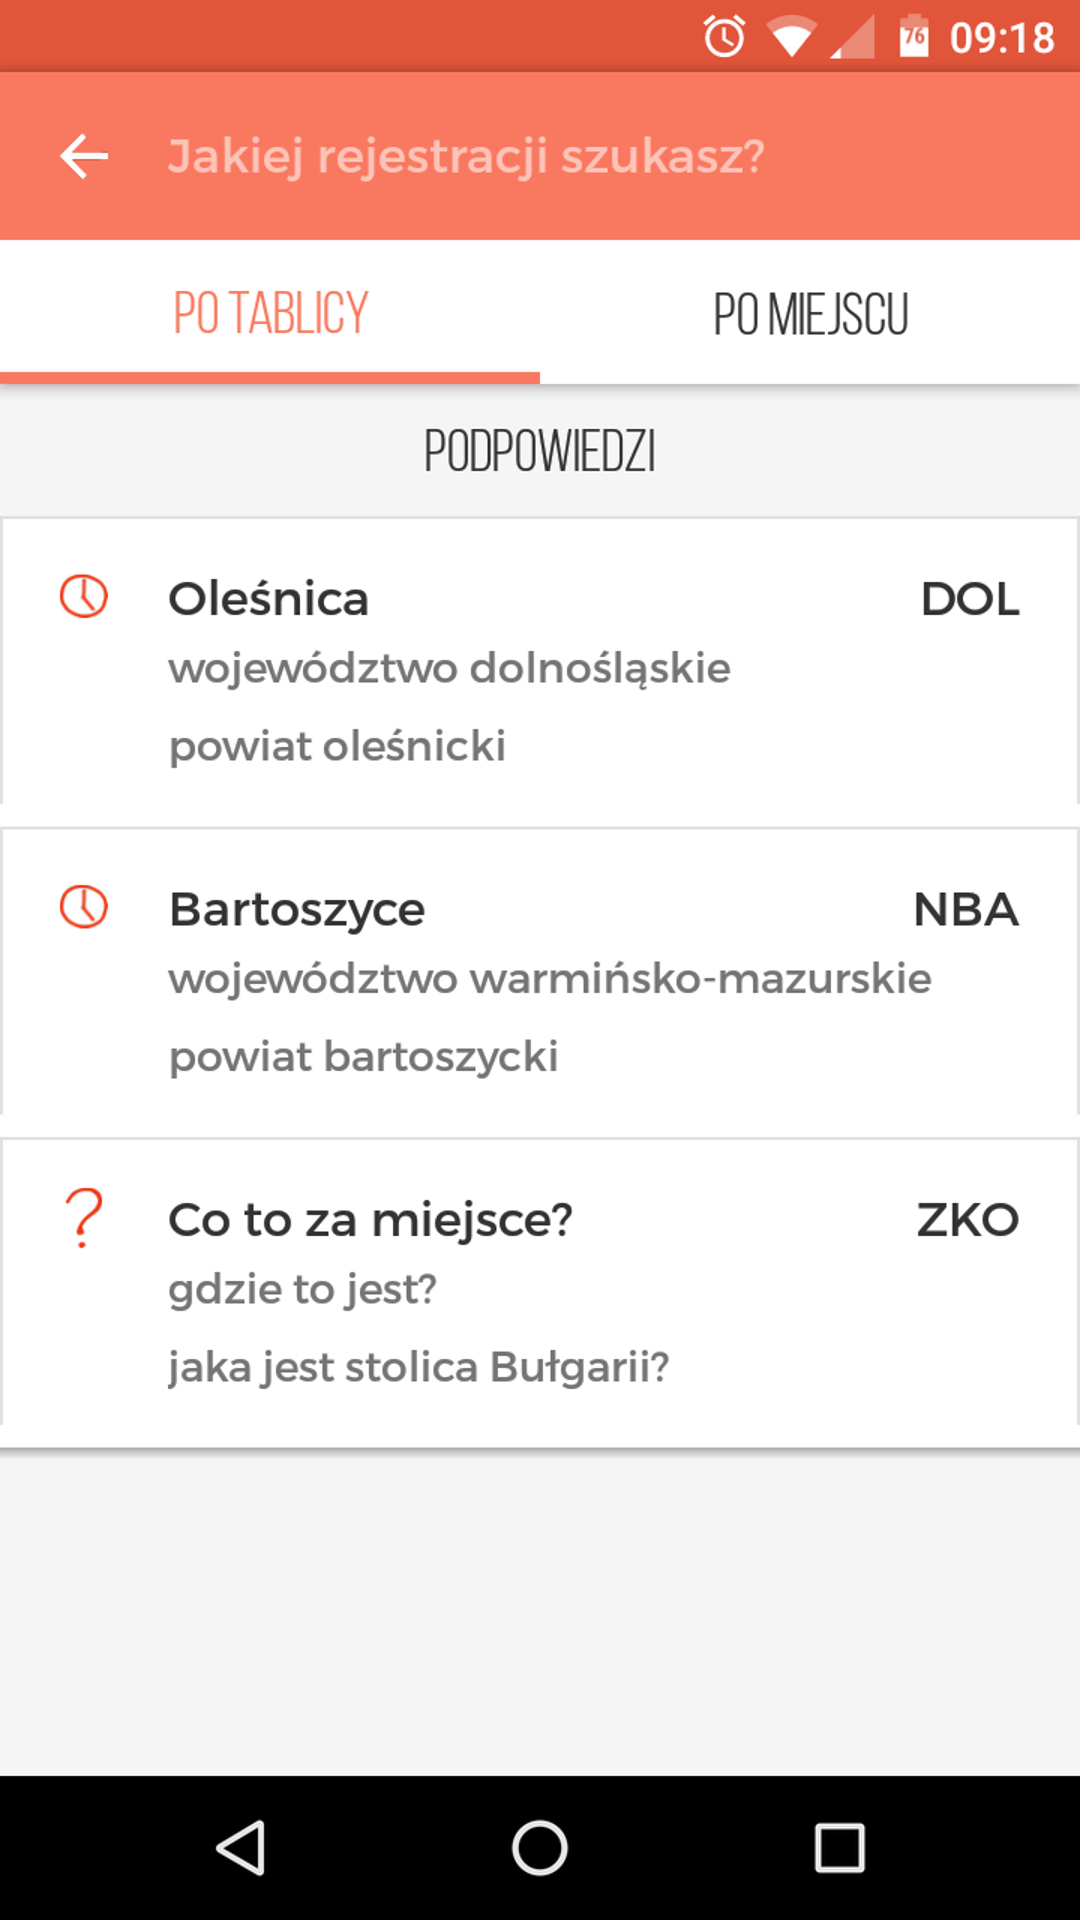 76 09:18
Jakiej rejestracji szukasz?
PO TABLICY PO MIEJSCU
PODPOWIEDZI
Oleśnica DOL
województwo dolnośląskie
powiat oleśnicki
Bartoszyce NBA
województwo warmińsko-mazurskie
powiat bartoszycki
Co to za miejsce? ZKO
gdzie to jest?
jaka jest stolica Bułgarii?